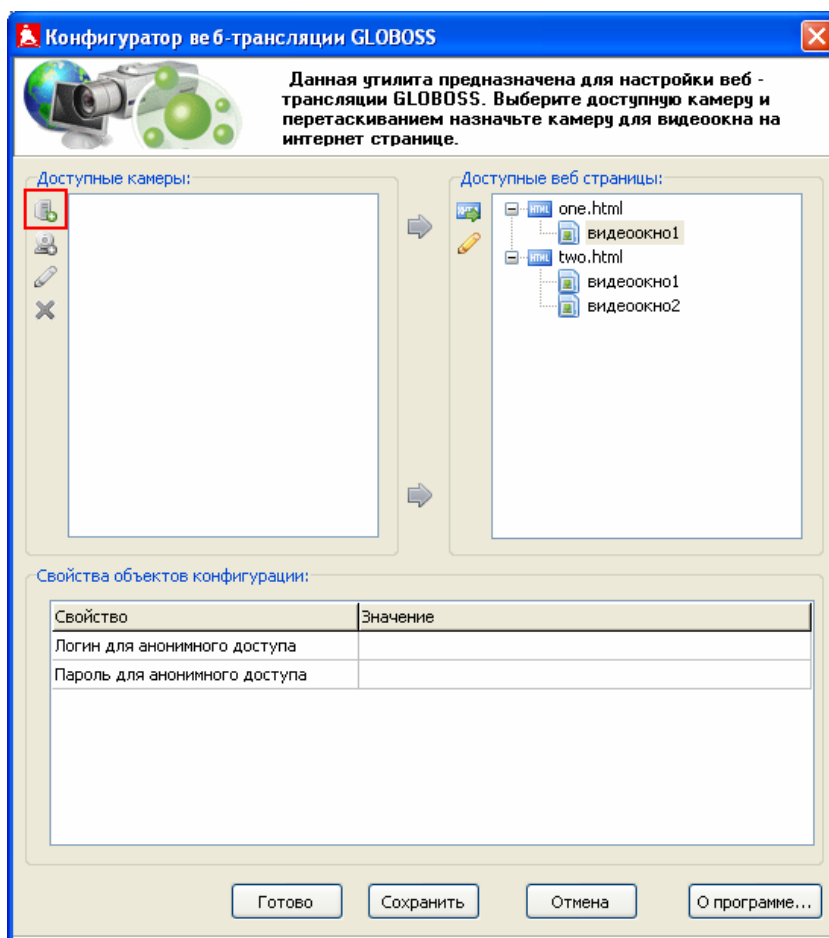 Конфигуратор веб-трансляции GLOBOSS
Данная утилита предназначена для настройки веб -
трансляции GLOBOSS. Выберите доступную камеру и
перетаскиванием назначьте камеру для видеоокна на
интернет странице.
Доступные камеры:
Доступные веб страницы:
HTML one.html
видеоокно1
HTML two.html
видеоокно1
видеоокно2
Свойства объектов конфигурации:
Свойство Значение
Логин для анонимного доступа
Пароль для анонимного доступа
Готово Сохранить Отмена О программе...